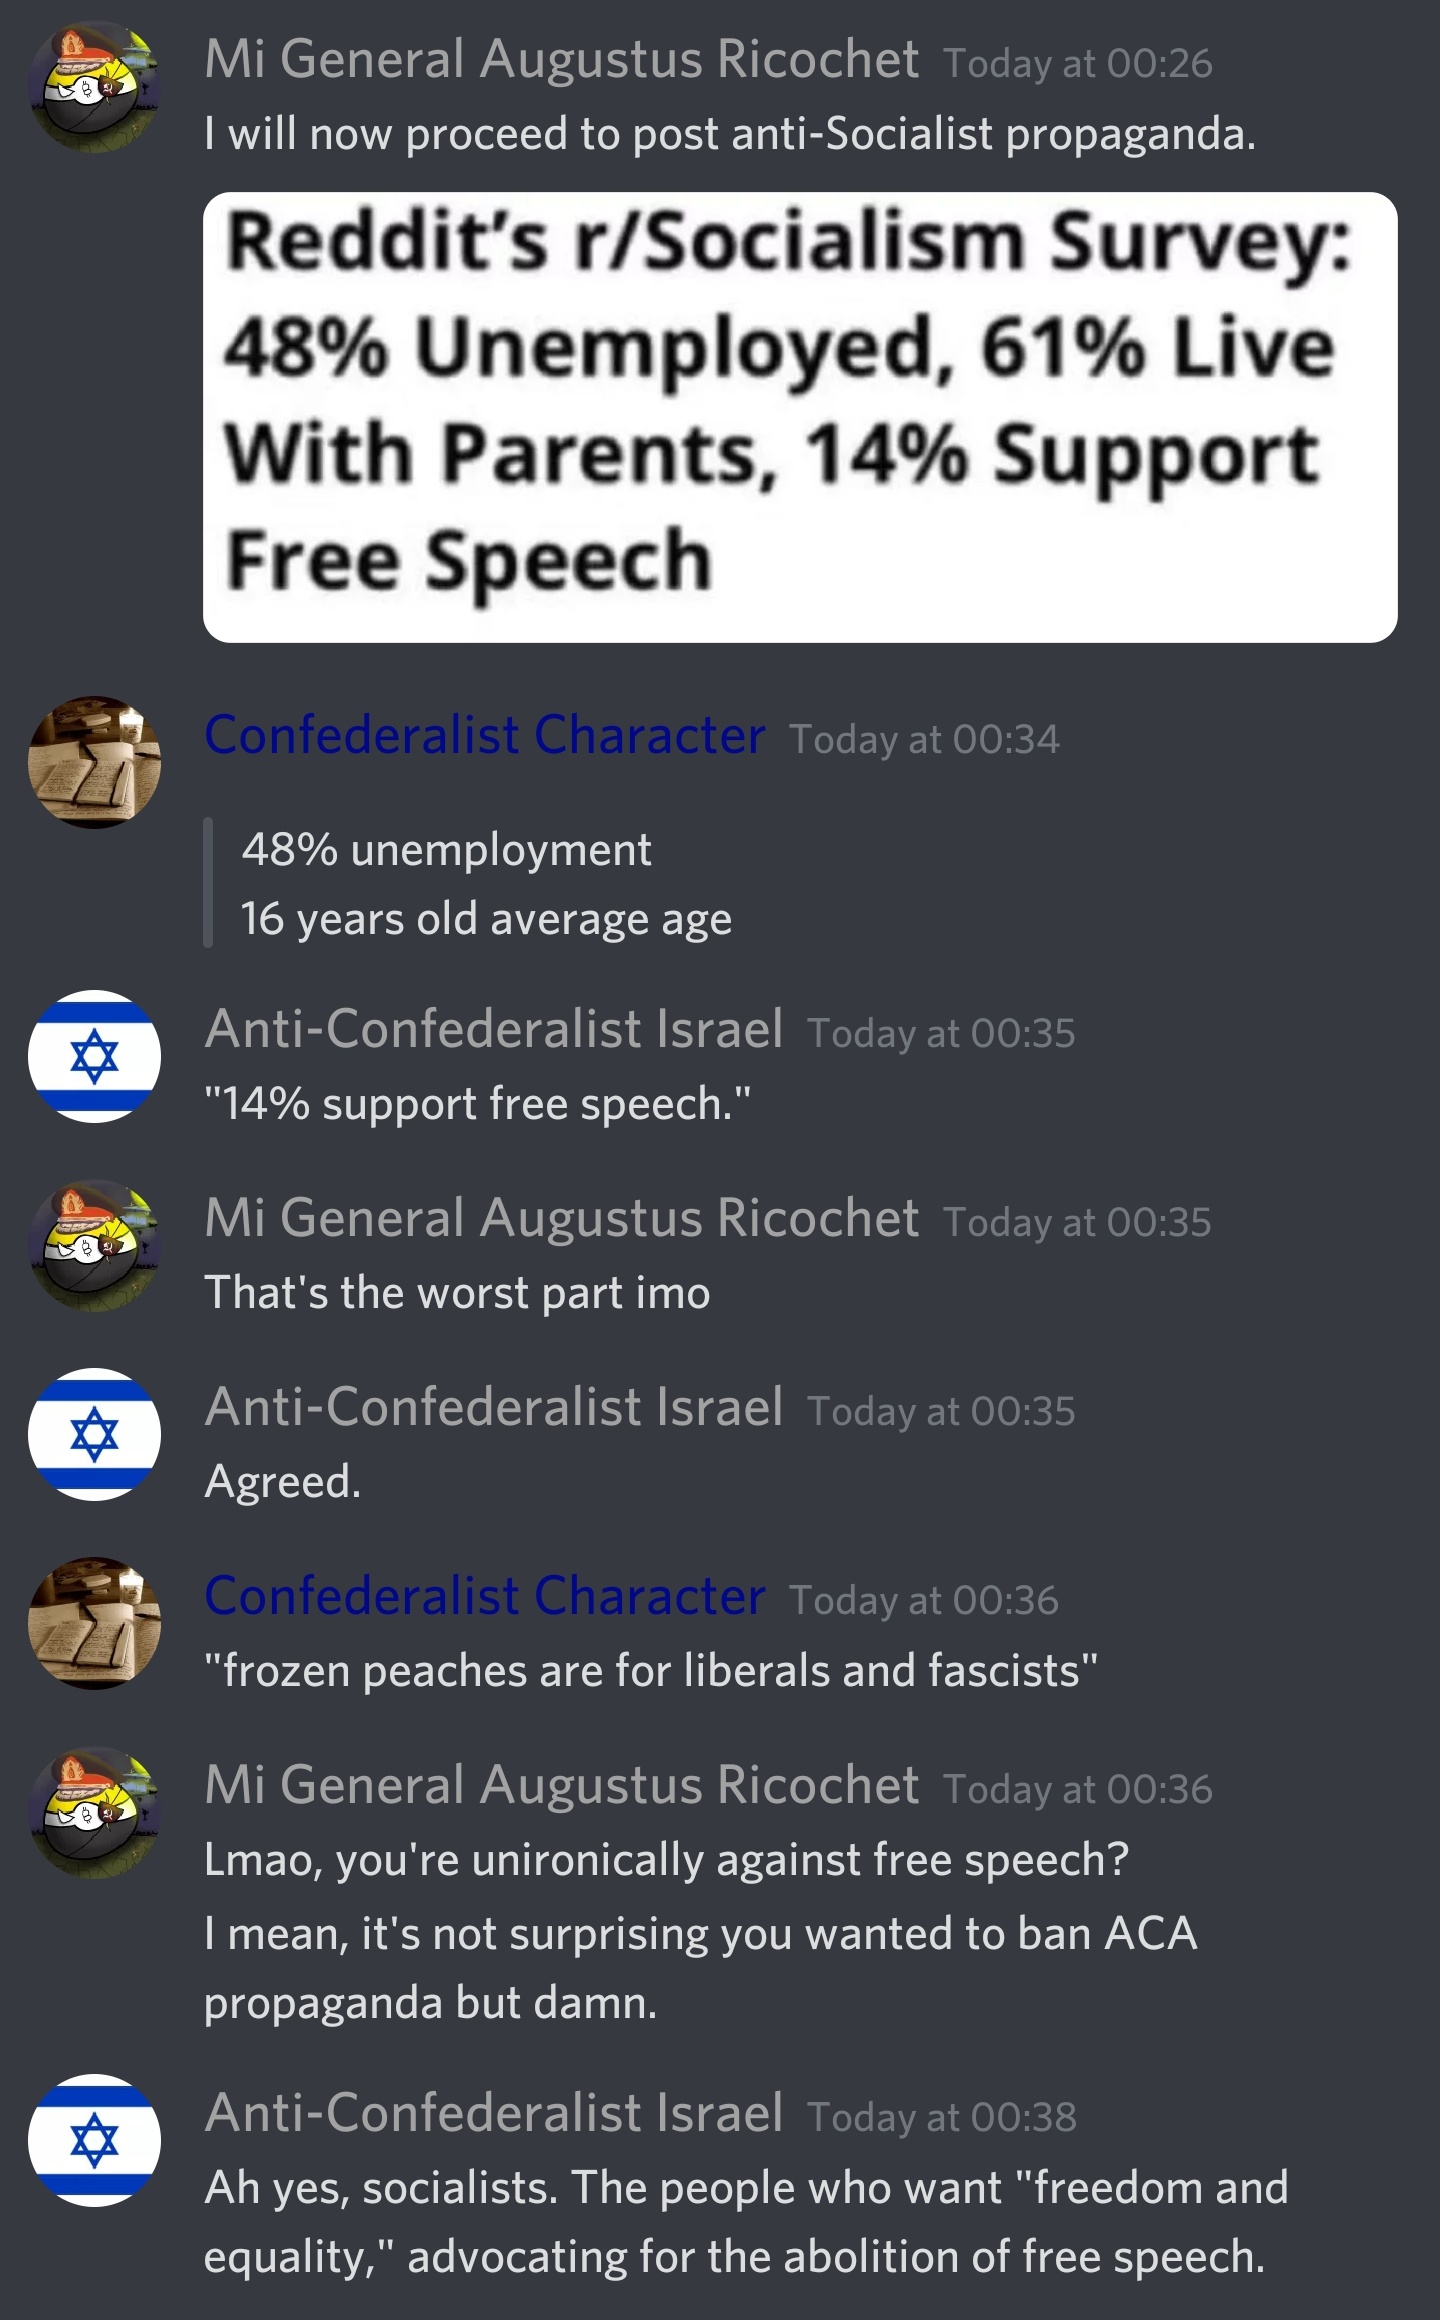 Mi General Augustus Ricochet Today at 00:26
I will now proceed to post anti-Socialist propaganda.
Reddit’s r/Socialism Survey:
48% Unemployed, 61% Live
With Parents, 14% Support
Free Speech
Confederalist Character Today at 00:34
48% unemployment
16 years old average age
Anti-Confederalist Israel Today at 00:35
"14% support free speech."
Mi General Augustus Ricochet Today at 00:35
That's the worst part imo
Anti-Confederalist Israel Today at 00:35
Agreed.
Confederalist Character Today at 00:36
"frozen peaches are for liberals and fascists"
Mi General Augustus Ricochet Today at 00:36
Lmao, you're unironically against free speech?
I mean, it's not surprising you wanted to ban ACA
propaganda but damn.
Anti-Confederalist Israel Today at 00:38
Ah yes, socialists. The people who want "freedom and
equality," advocating for the abolition of free speech.